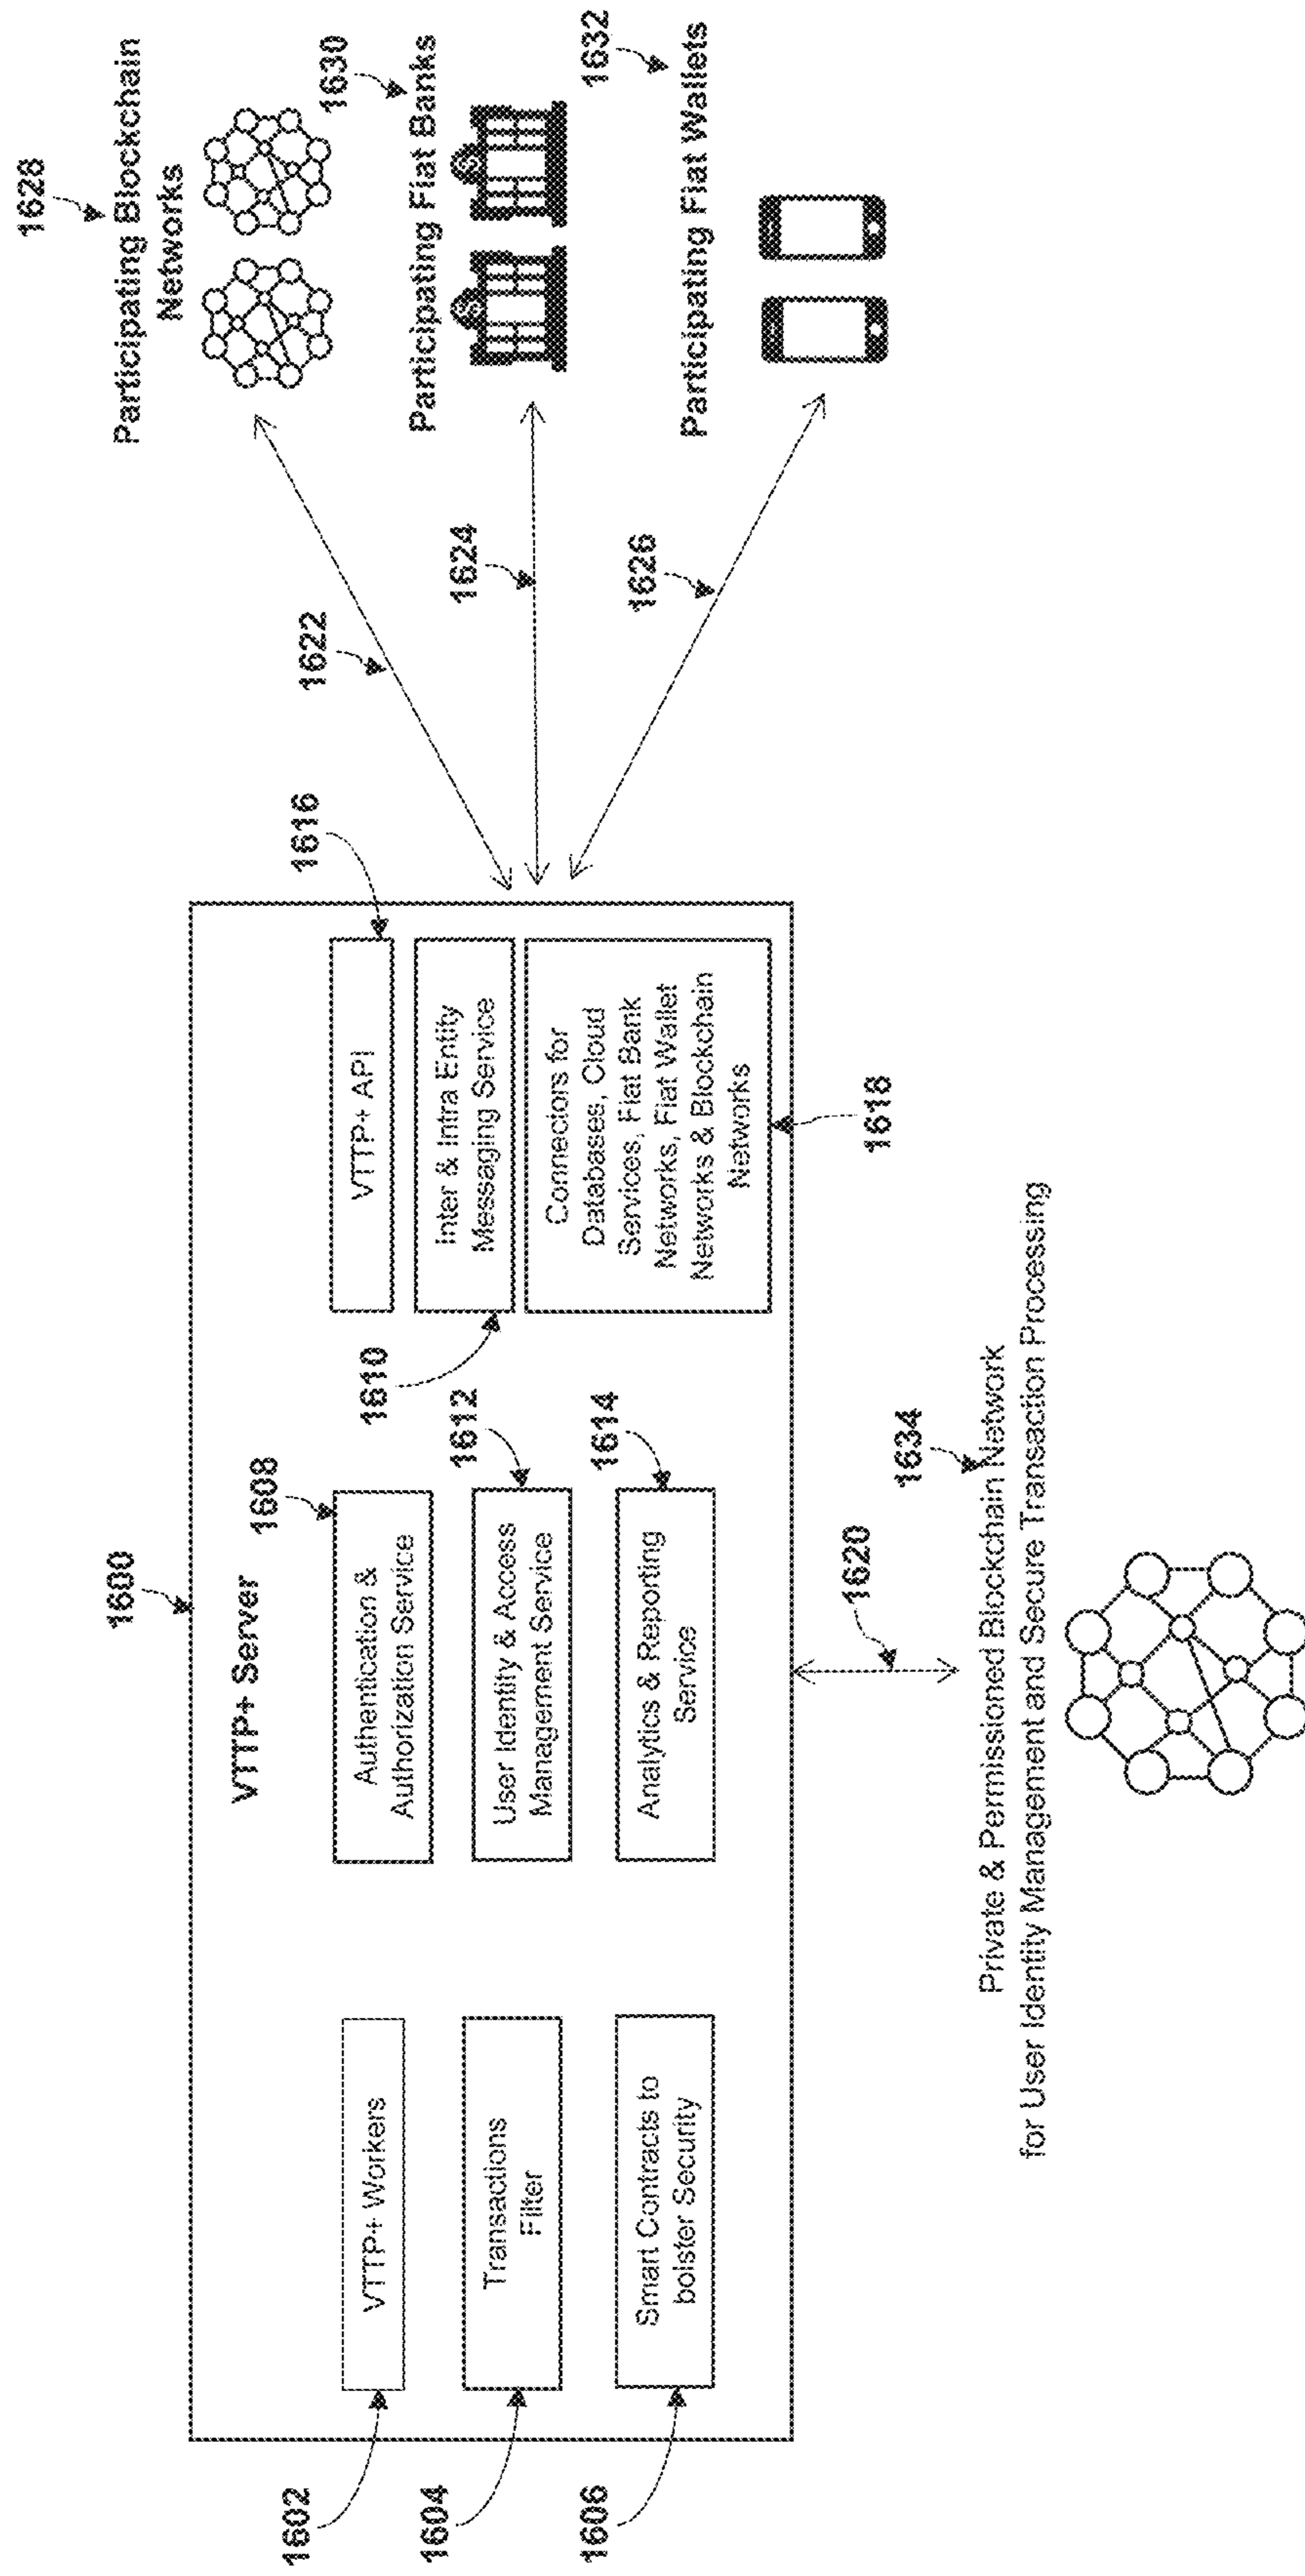 1600
VTTP+ Server
1602
VTTP+ Workers
1604
Transactions
Filter
1606
Smart Contracts to
bolster Security
1608
Authentication &
Authorization Service
1612
User Identity & Access
Management Service
1614
Analytics & Reporting
Service
1616
VTTP+ API
1610
Inter & Intra Entity
Messaging Service
Connectors for
Databases, Cloud
Services, Fiat Bank
Networks, Fiat Wallet
Networks & Blockchain
Networks
1618
1622
1624
1626
1628
Participating Blockchain
Networks
1630
Participating Fiat Banks
1632
Participating Fiat Wallets
1620
1634
Private & Permissioned Blockchain Network
for User Identity Management and Secure Transaction Processing